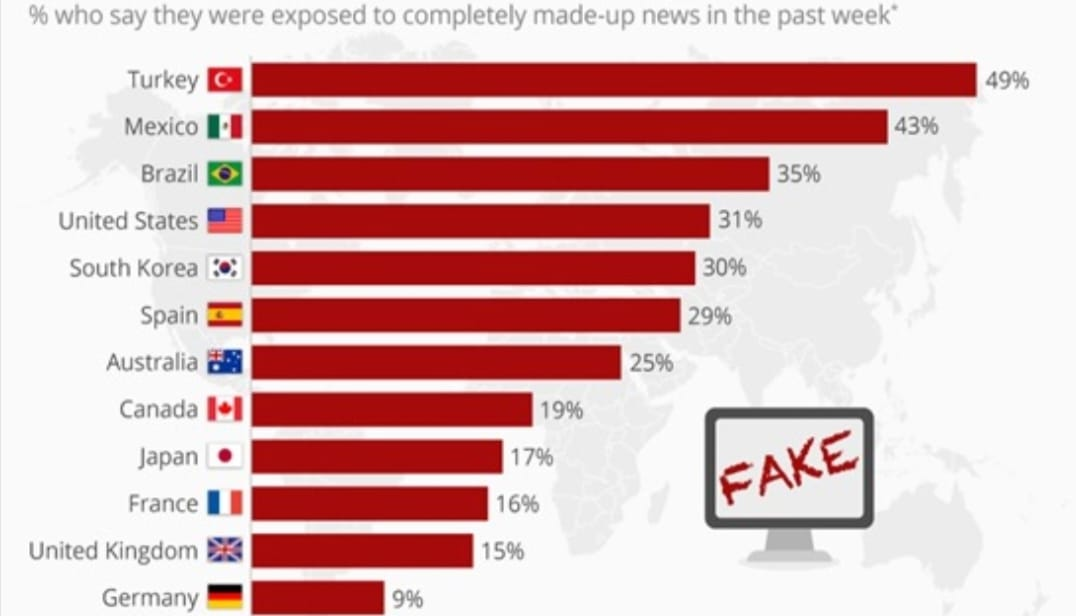 % who say they were exposed to completely made-up news in the past week*
Turkey 49%
Mexico 43%
Brazil 35%
United States 31%
South Korea 30%
Spain 29%
Australia 25%
Canada 19%
Japan 17%
France 16%
United Kingdom 15%
Germany 9%
FAKE